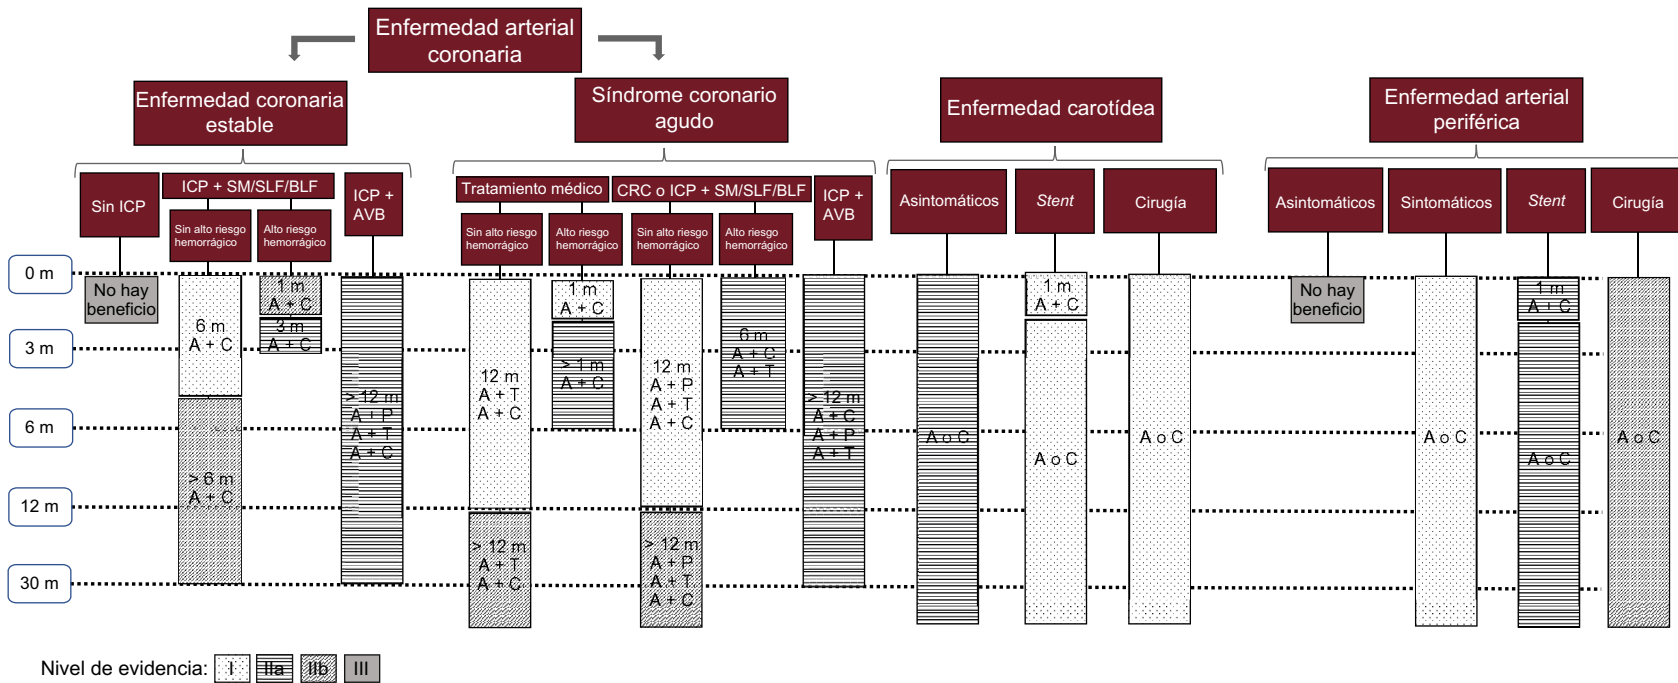 Enfermedad arterial
coronaria
Enfermedad coronaria
estable
Síndrome coronario
agudo
Enfermedad carotídea
Enfermedad arterial
periférica
Sin ICP
ICP + SM/SLF/BLF
Sin alto riesgo
hemorrágico
Alto riesgo
hemorrágico
ICP +
AVB
Tratamiento médico
Sin alto riesgo
hemorrágico
Alto riesgo
hemorrágico
CRC o ICP + SM/SLF/BLF
Sin alto riesgo
hemorrágico
Alto riesgo
hemorrágico
ICP +
AVB
Asintomáticos
Stent
Cirugía
Asintomáticos
Sintomáticos
Stent
Cirugía
0 m
3 m
6 m
12 m
30 m
No hay
beneficio
6 m
A + C
> 6 m
A + C
1 m
A + C
3 m
A + C
> 12 m
A + P
A + T
A + C
12 m
A + T
A + C
> 12 m
A + T
A + C
1 m
A + C
> 1 m
A + C
12 m
A + P
A + T
A + C
> 12 m
A + P
A + T
A + C
6 m
A + C
A + T
> 12 m
A + C
A + P
A + T
A o C
1 m
A + C
A o C
A o C
No hay
beneficio
A o C
1 m
A + C
A o C
A o C
Nivel de evidencia: I IIa IIb III